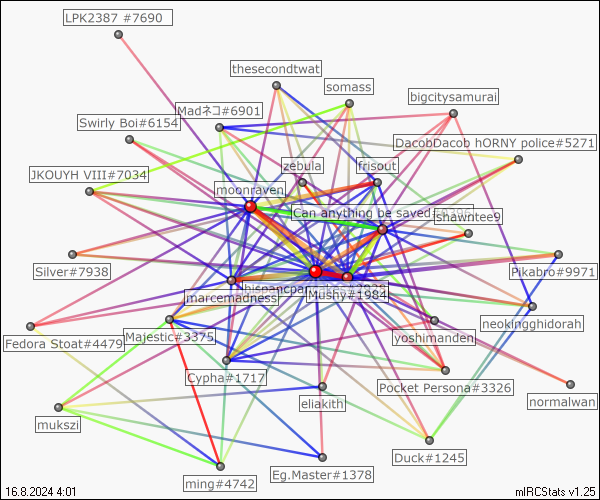 LPK2387 #7690
thesecondtwat
somass
bigcitysamurai
Madネコ#6901
Swirly Boi#6154
DacobDacob hORNY police#5271
zebula
frisout
JKOUYH VIII#7034
moonraven
Can anything be saved
shawntee9
Silver#7938
Pikabro#9971
marcemadness
Mushy#1984
neokingghidorah
Fedora Stoat#4479
Majestic#3375
yoshimanden
Cypha#1717
Pocket Persona#3326
eliakith
normalwan
mukszi
Duck#1245
ming#4742
Eg.Master#1378
16.8.2024 4:01
mIRCStats v1.25